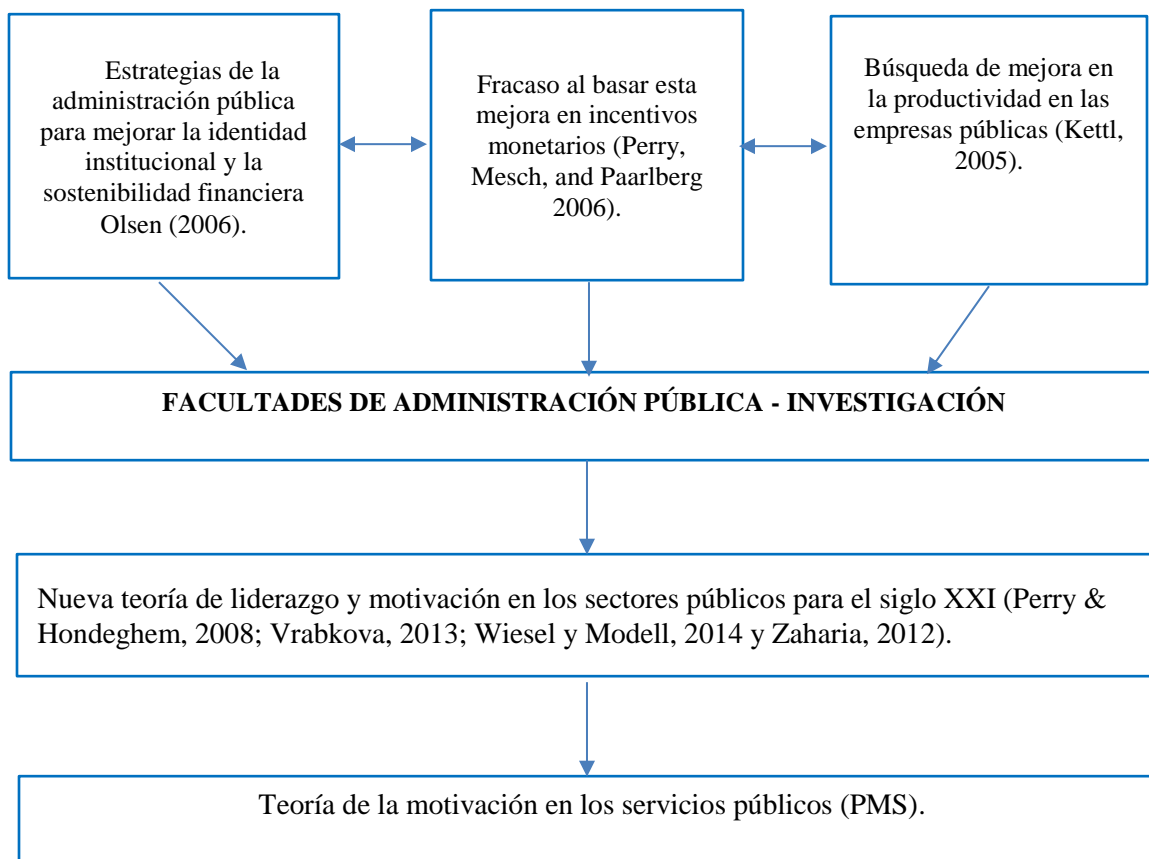 Estrategias de la
administración pública
para mejorar la identidad
institucional y la
sostenibilidad financiera
Olsen (2006).
Fracaso al basar esta
mejora en incentivos
monetarios (Perry,
Mesch, and Paarlberg
2006).
Búsqueda de mejora en
la productividad en las
empresas públicas (Kettl,
2005).
FACULTADES DE ADMINISTRACIÓN PÚBLICA - INVESTIGACIÓN
Nueva teoría de liderazgo y motivación en los sectores públicos para el siglo XXI (Perry &
Hondeghem, 2008; Vrabkova, 2013; Wiesel y Modell, 2014 y Zaharia, 2012).
Teoría de la motivación en los servicios públicos (PMS).